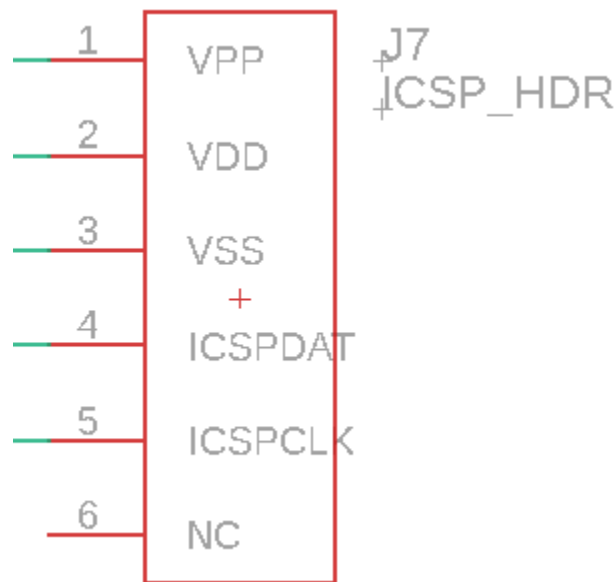 1 VPP J7
ICSP_HDR
2 VDD
3 VSS
4 ICSPDAT
5 ICSPCLK
6 NC